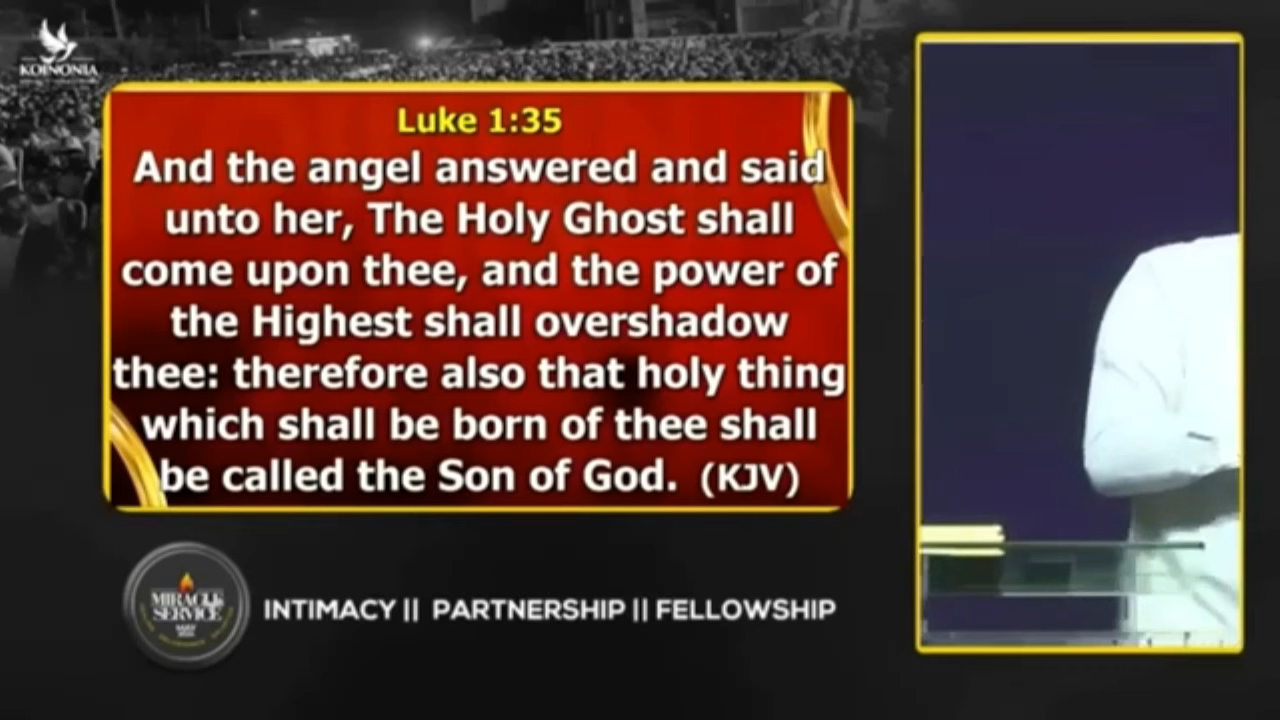 KOINONIA
Luke 1:35
And the angel answered and said
unto her, The Holy Ghost shall
come upon thee, and the power of
the Highest shall overshadow
thee: therefore also that holy thing
which shall be born of thee shall
be called the Son of God. (KJV)
MIRACLE
SERVICE
INTIMACY || PARTNERSHIP || FELLOWSHIP